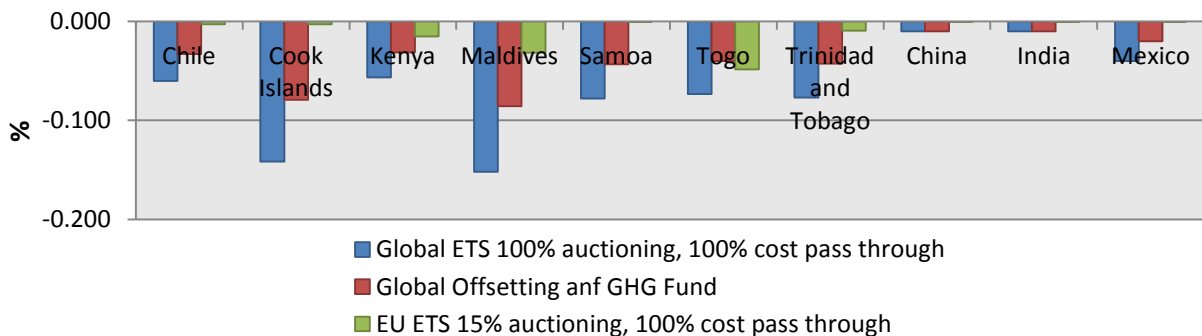 0.000
Chile
Cook
Islands
Kenya
Maldives
Samoa
Togo
Trinidad
and
Tobago
China
India
Mexico
%
-0.100
-0.200
Global ETS 100% auctioning, 100% cost pass through
Global Offsetting anf GHG Fund
EU ETS 15% auctioning, 100% cost pass through